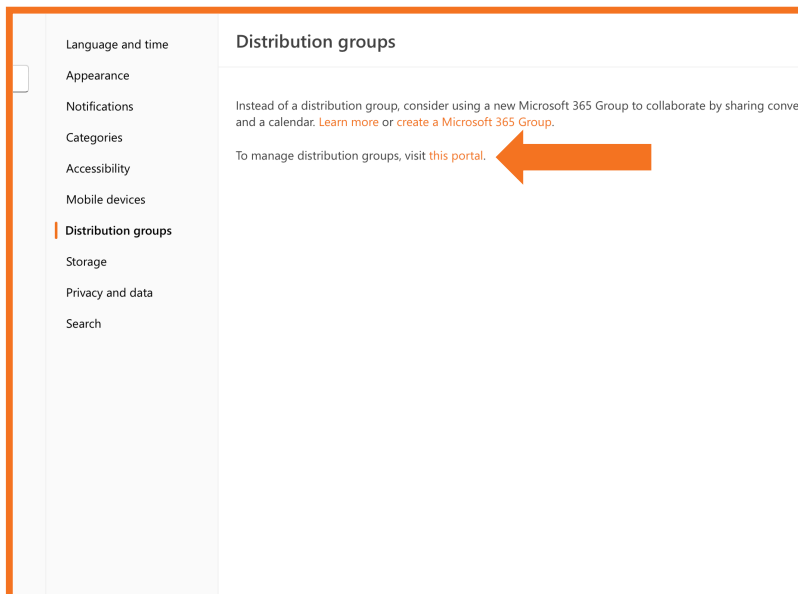 Language and time
Appearance
Notifications
Categories
Accessibility
Mobile devices
Distribution groups
Storage
Privacy and data
Search
Distribution groups
Instead of a distribution group, consider using a new Microsoft 365 Group to collaborate by sharing
and a calendar. Learn more or create a Microsoft 365 Group.
To manage distribution groups, visit this portal.